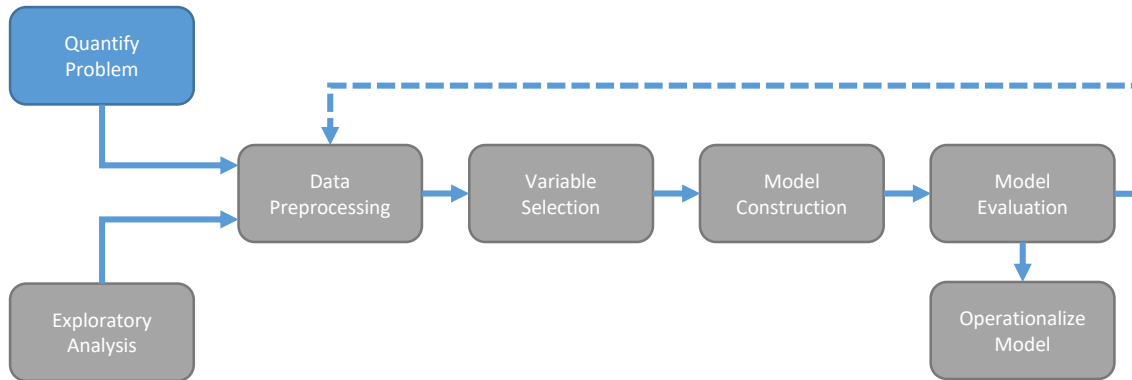 Quantify
Problem
Data
Preprocessing
Variable
Selection
Model
Construction
Model
Evaluation
Exploratory
Analysis
Operationalize
Model